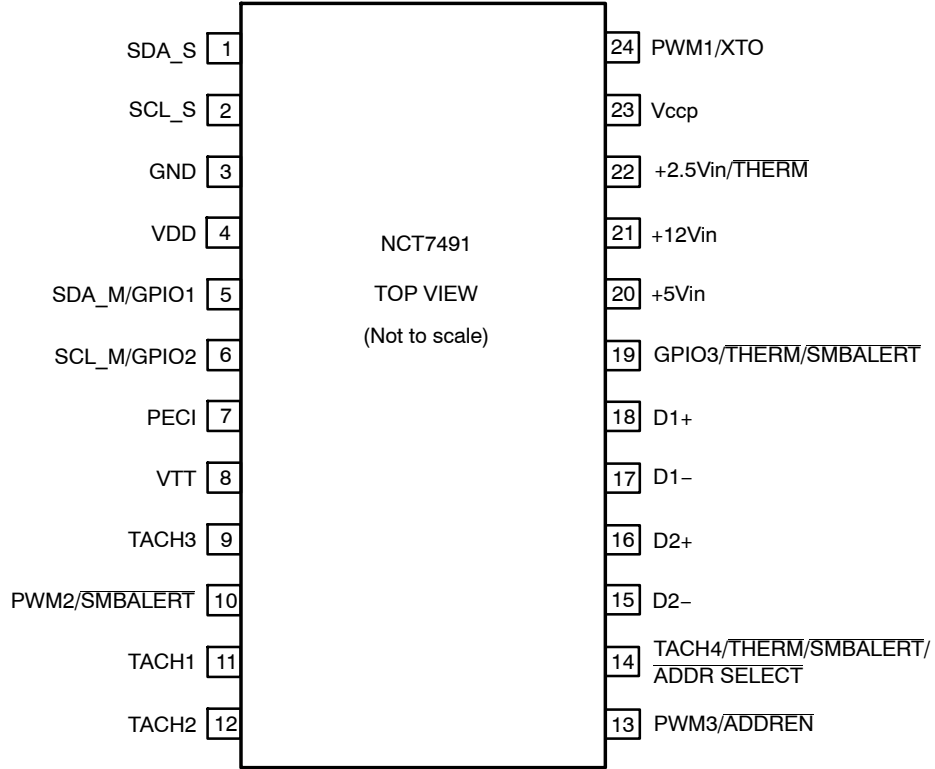 SDA_S 1
SCL_S 2
GND 3
VDD 4
SDA_M/GPIO1 5
SCL_M/GPIO2 6
PECI 7
VTT 8
TACH3 9
PWM2/SMBALERT 10
TACH1 11
TACH2 12
NCT7491
TOP VIEW
(Not to scale)
24 PWM1/XTO
23 Vccp
22 +2.5Vin/THERM
21 +12Vin
20 +5Vin
19 GPIO3/THERM/SMBALERT
18 D1+
17 D1−
16 D2+
15 D2−
14 TACH4/THERM/SMBALERT/
ADDR SELECT
13 PWM3/ADDREN